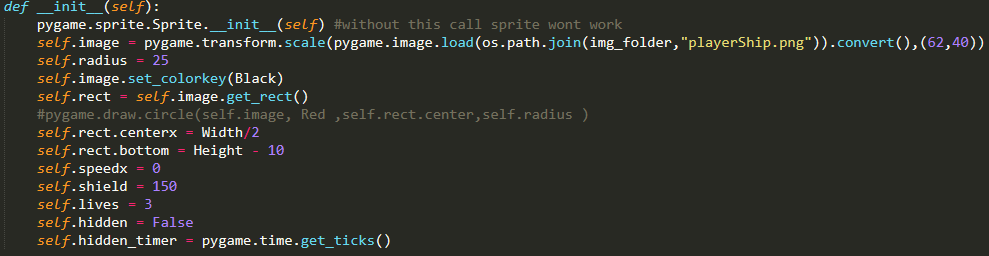 def __init__(self):
pygame.sprite.Sprite.__init__(self) #without this call sprite wont work
self.image = pygame.transform.scale(pygame.image.load(os.path.join(img_folder,"playerShip.png")).convert(),(62,40))
self.radius = 25
self.image.set_colorkey(Black)
self.rect = self.image.get_rect()
#pygame.draw.circle(self.image, Red ,self.rect.center,self.radius )
self.rect.centerx = Width/2
self.rect.bottom = Height - 10
self.speedx = 0
self.shield = 150
self.lives = 3
self.hidden = False
self.hidden_timer = pygame.time.get_ticks()